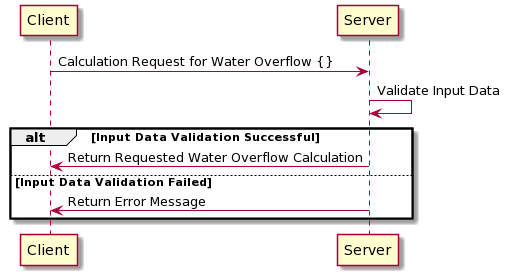 Client
Server
Calculation Request for Water Overflow {}
Validate Input Data
alt
[Input Data Validation Successful]
Return Requested Water Overflow Calculation
[Input Data Validation Failed]
Return Error Message
Client
Server